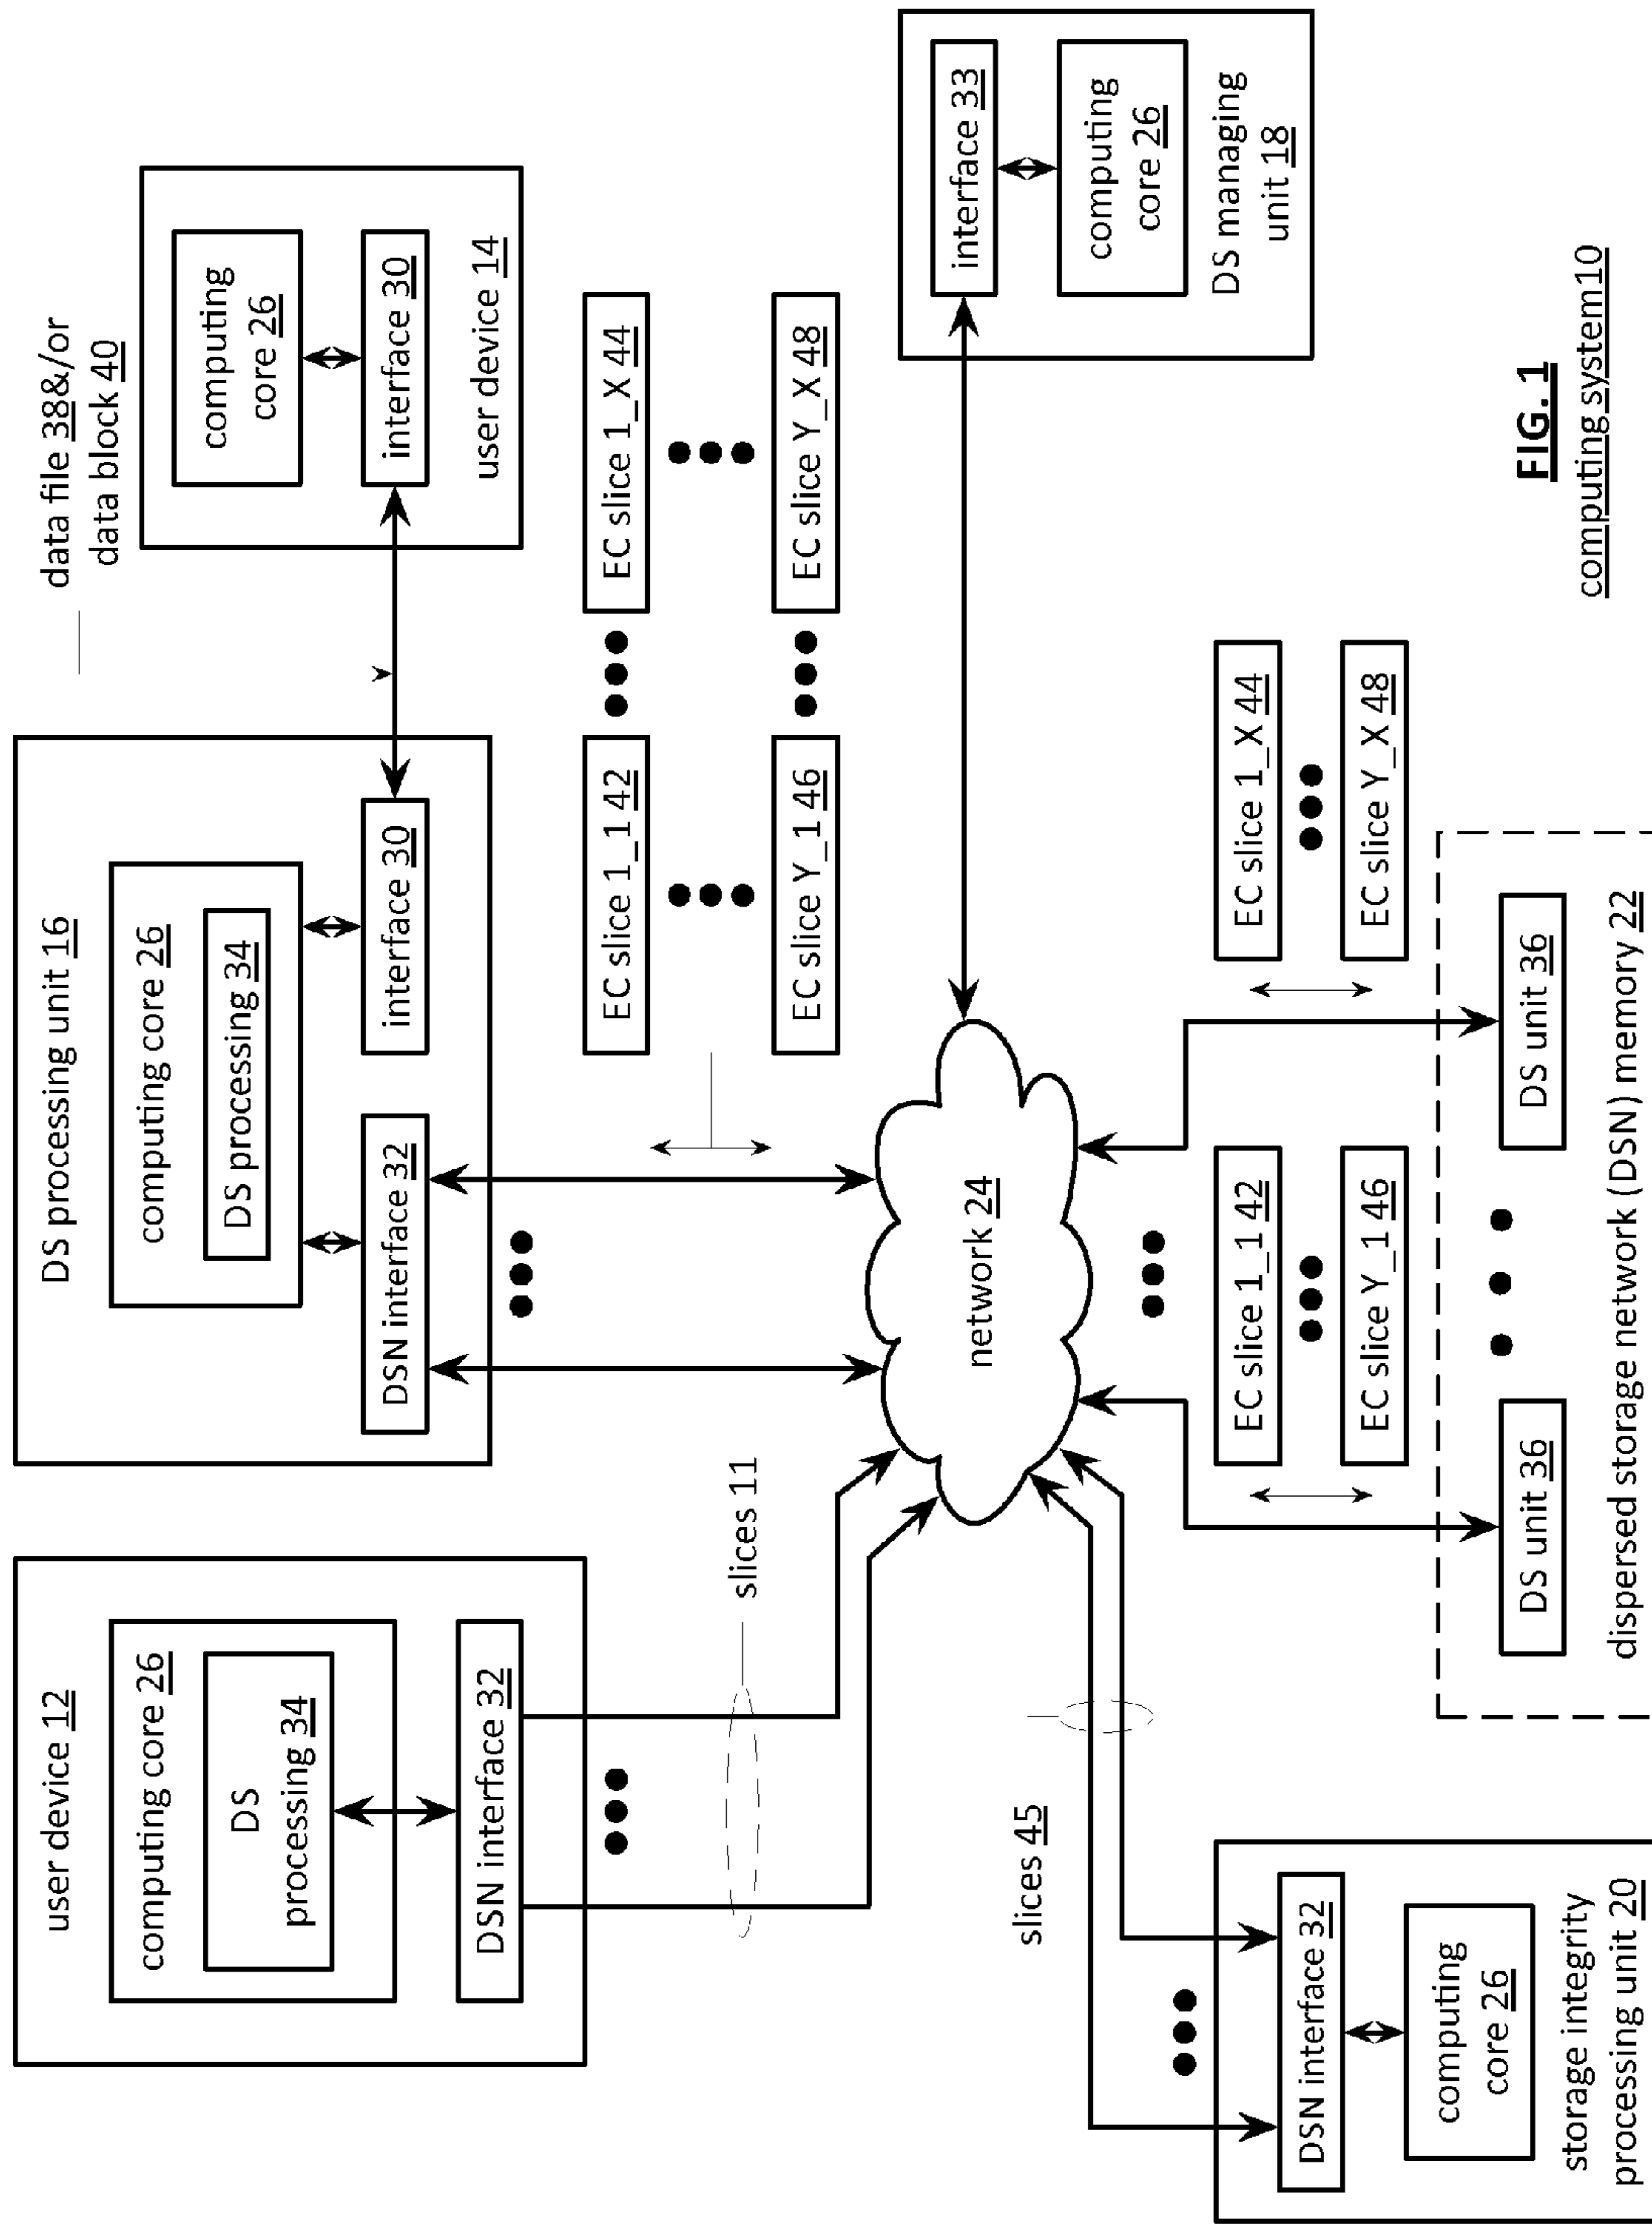 user device 12
computing core 26
DS
processing 34
DSN interface 32
slices 11
DS processing unit 16
computing core 26
DS processing 34
DSN interface 32
interface 30
data file 38&/or
data block 40
computing
core 26
interface 30
user device 14
EC slice 1_1 42
EC slice 1_X 44
EC slice Y_1 46
EC slice Y_X 48
network 24
interface 33
computing
core 26
DS managing
unit 18
slices 45
DSN interface 32
computing
core 26
storage integrity
processing unit 20
EC slice 1_1 42
EC slice Y_1 46
EC slice 1_X 44
EC slice Y_X 48
DS unit 36
DS unit 36
dispersed storage network (DSN) memory 22
FIG. 1
computing system10